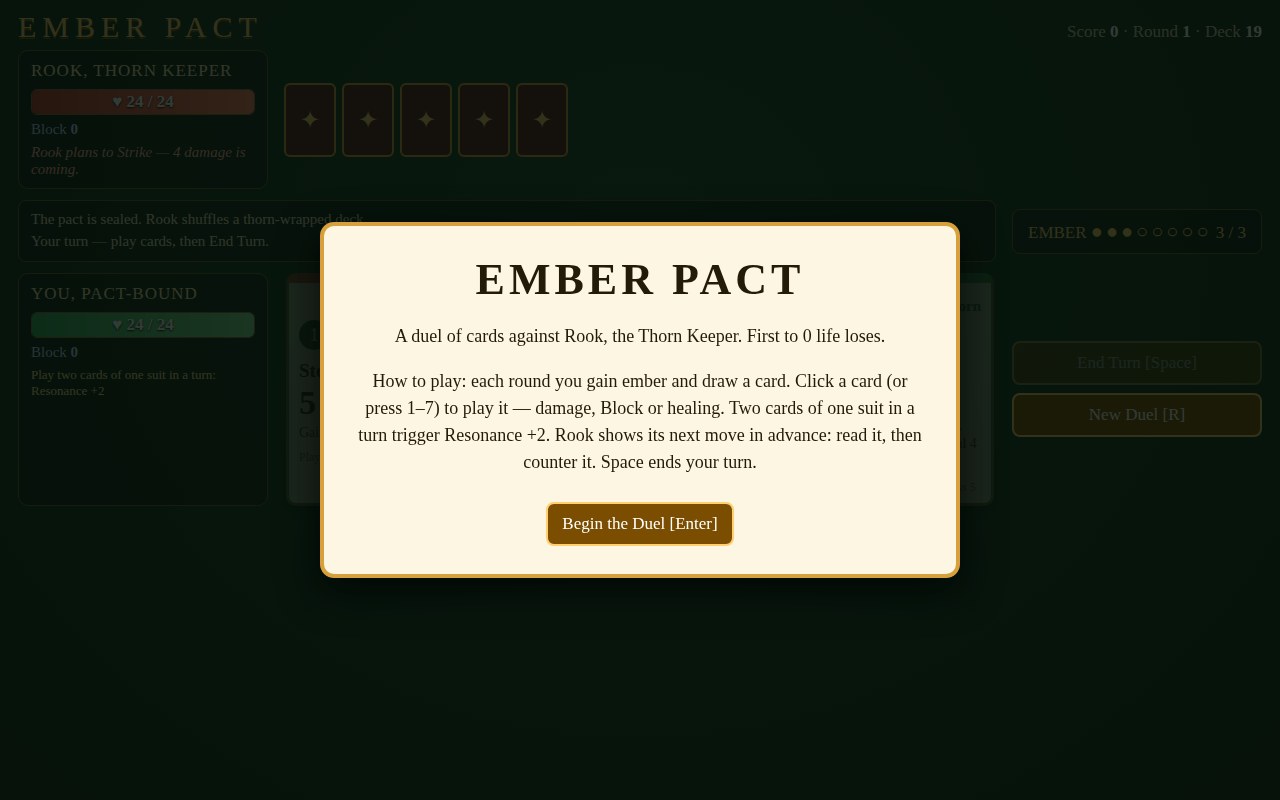 EMBER PACT
Score 0 · Round 1 · Deck 19
ROOK, THORN KEEPER
♥ 24 / 24
Block 0
Rook plans to Strike — 4 damage is
coming.
The pact is sealed. Rook shuffles a thorn-wrapped deck.
Your turn — play cards, then End Turn.
EMBER ●●●○○○○○ 3 / 3
YOU, PACT-BOUND
♥ 24 / 24
Block 0
Play two cards of one suit in a turn:
Resonance +2
5
End Turn [Space]
New Duel [R]
EMBER PACT
A duel of cards against Rook, the Thorn Keeper. First to 0 life loses.
How to play: each round you gain ember and draw a card. Click a card (or
press 1–7) to play it — damage, Block or healing. Two cards of one suit in a
turn trigger Resonance +2. Rook shows its next move in advance: read it, then
counter it. Space ends your turn.
Begin the Duel [Enter]